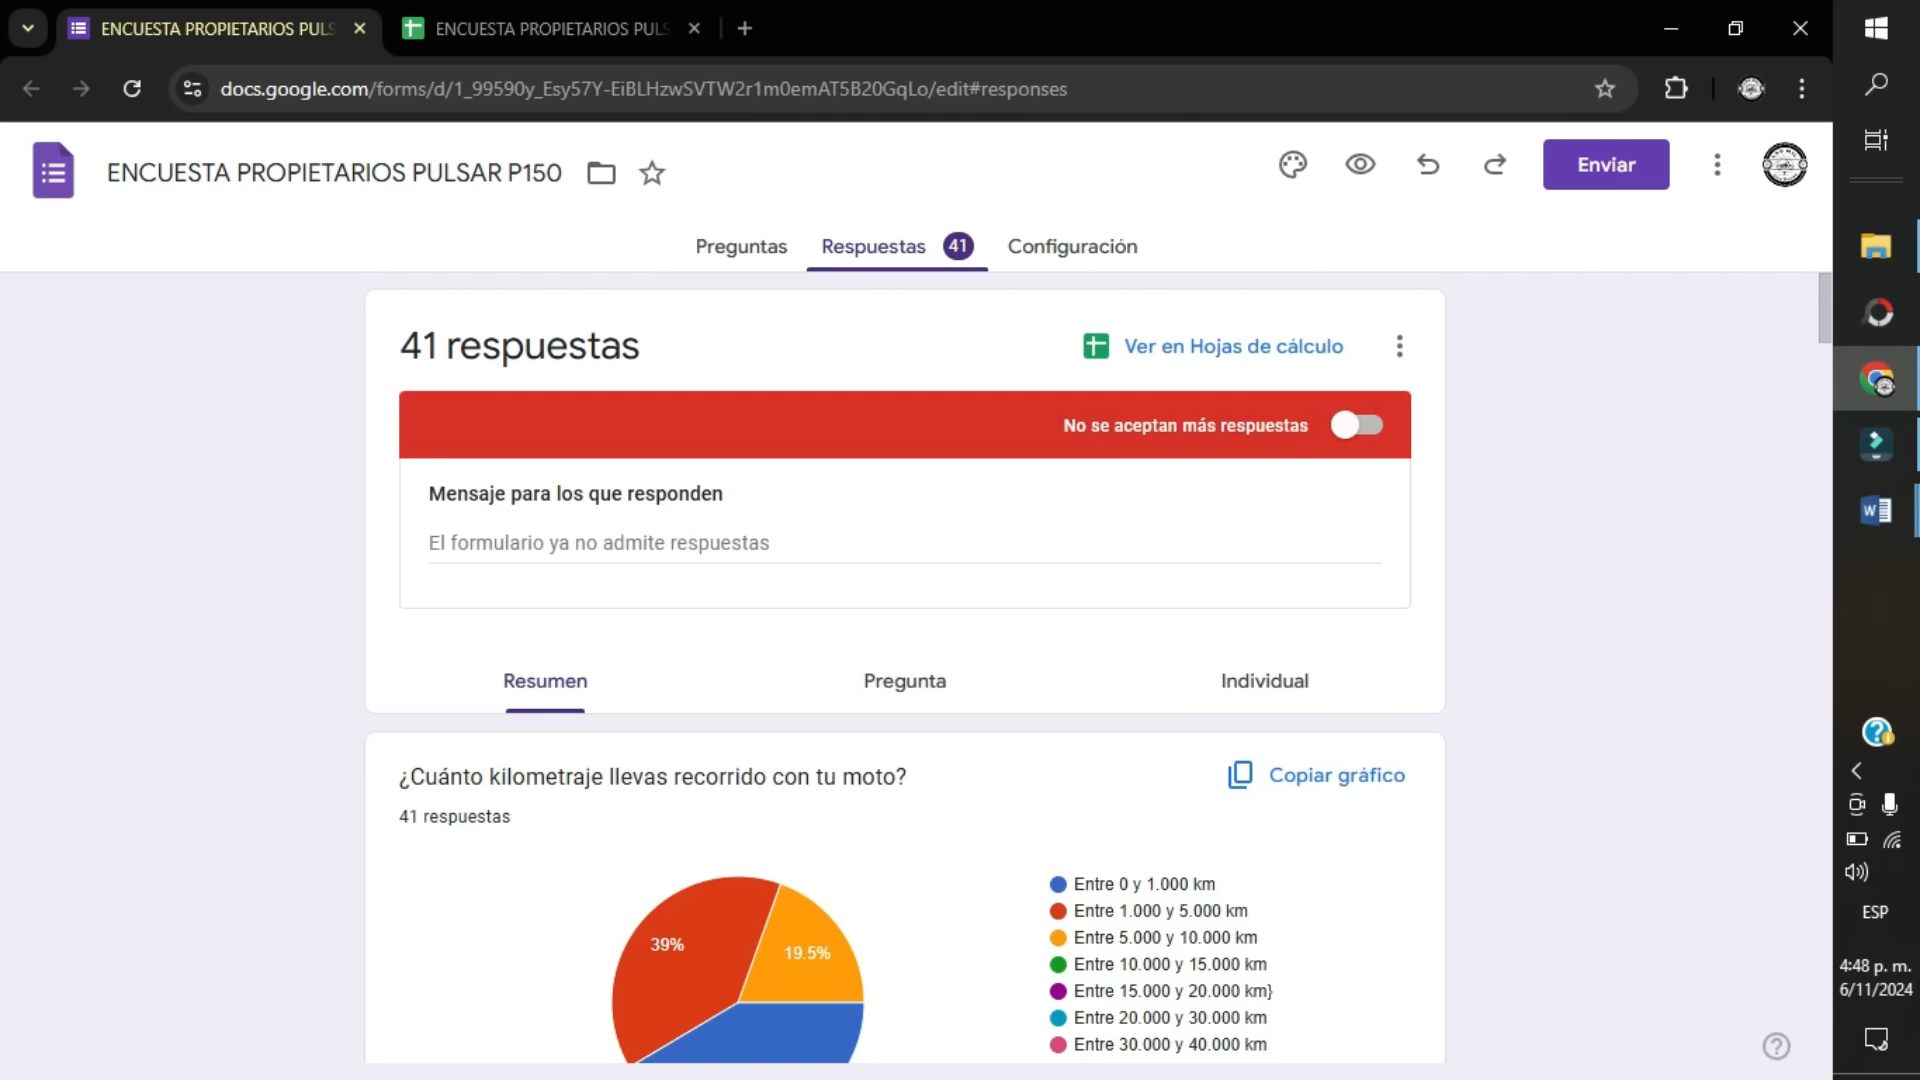 ENCUESTA PROPIETARIOS PULS
ENCUESTA PROPIETARIOS PULS
docs.google.com/forms/d/1_99590y_Esy57Y-EiBLHzwSVTW2r1m0emAT5B20GqLo/edit#responses
ENCUESTA PROPIETARIOS PULSAR P150
Enviar
Preguntas
Respuestas 41
Configuración
41 respuestas
Ver en Hojas de cálculo
No se aceptan más respuestas
Mensaje para los que responden
El formulario ya no admite respuestas
Resumen
Pregunta
Individual
¿Cuánto kilometraje llevas recorrido con tu moto?
Copiar gráfico
41 respuestas
39%
19.5%
Entre 0 y 1.000 km
Entre 1.000 y 5.000 km
Entre 5.000 y 10.000 km
Entre 10.000 y 15.000 km
Entre 15.000 y 20.000 km}
Entre 20.000 y 30.000 km
Entre 30.000 y 40.000 km
ESP
4:48 p. m.
6/11/2024